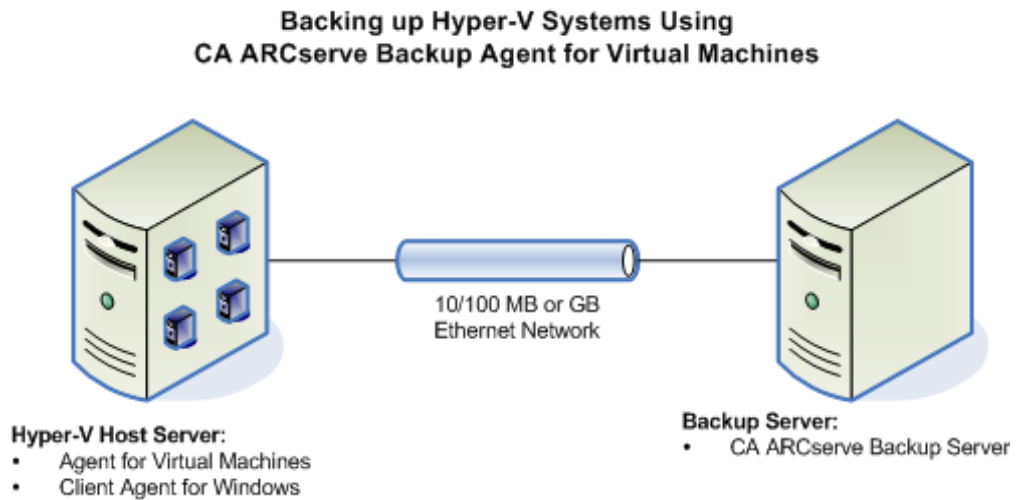 Backing up Hyper-V Systems Using
CA ARCserve Backup Agent for Virtual Machines
10/100 MB or GB
Ethernet Network
Hyper-V Host Server:
• Agent for Virtual Machines
• Client Agent for Windows
Backup Server:
• CA ARCserve Backup Server